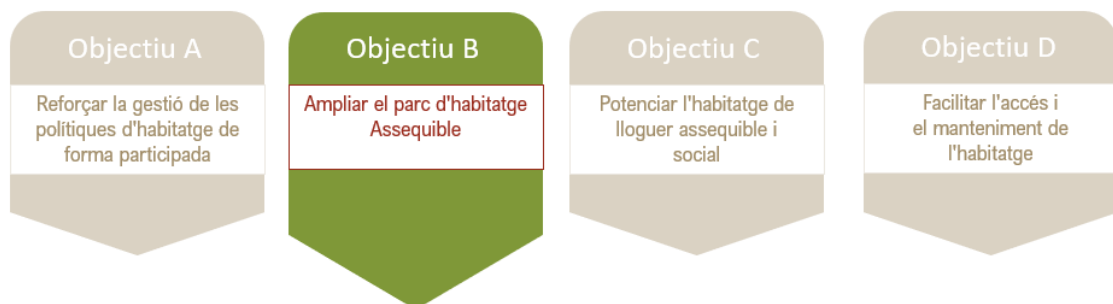 Objectiu A
Reforçar la gestió de les
polítiques d'habitatge de
forma participada
Objectiu B
Ampliar el parc d'habitatge
Assequible
Objectiu C
Potenciar l'habitatge de
lloguer assequible i
social
Objectiu D
Facilitar l'accés i
el manteniment de
l'habitatge